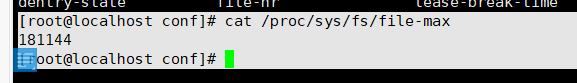 dentry-state file-nr lease-break-time
[root@localhost conf]# cat /proc/sys/fs/file-max
181144
root@localhost conf]#